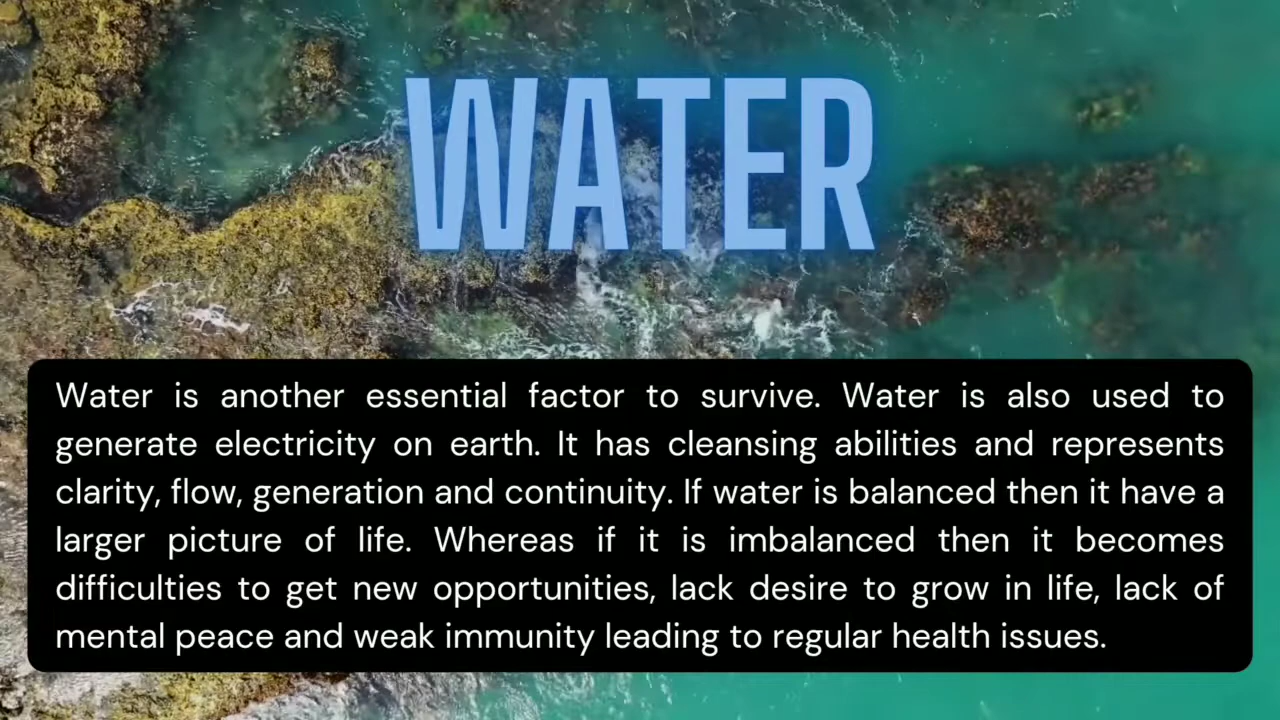 WATER
Water is another essential factor to survive. Water is also used to
generate electricity on earth. It has cleansing abilities and represents
clarity, flow, generation and continuity. If water is balanced then it have a
larger picture of life. Whereas if it is imbalanced then it becomes
difficulties to get new opportunities, lack desire to grow in life, lack of
mental peace and weak immunity leading to regular health issues.